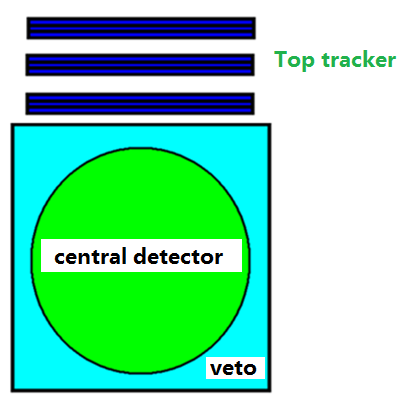 Top tracker
central detector
veto